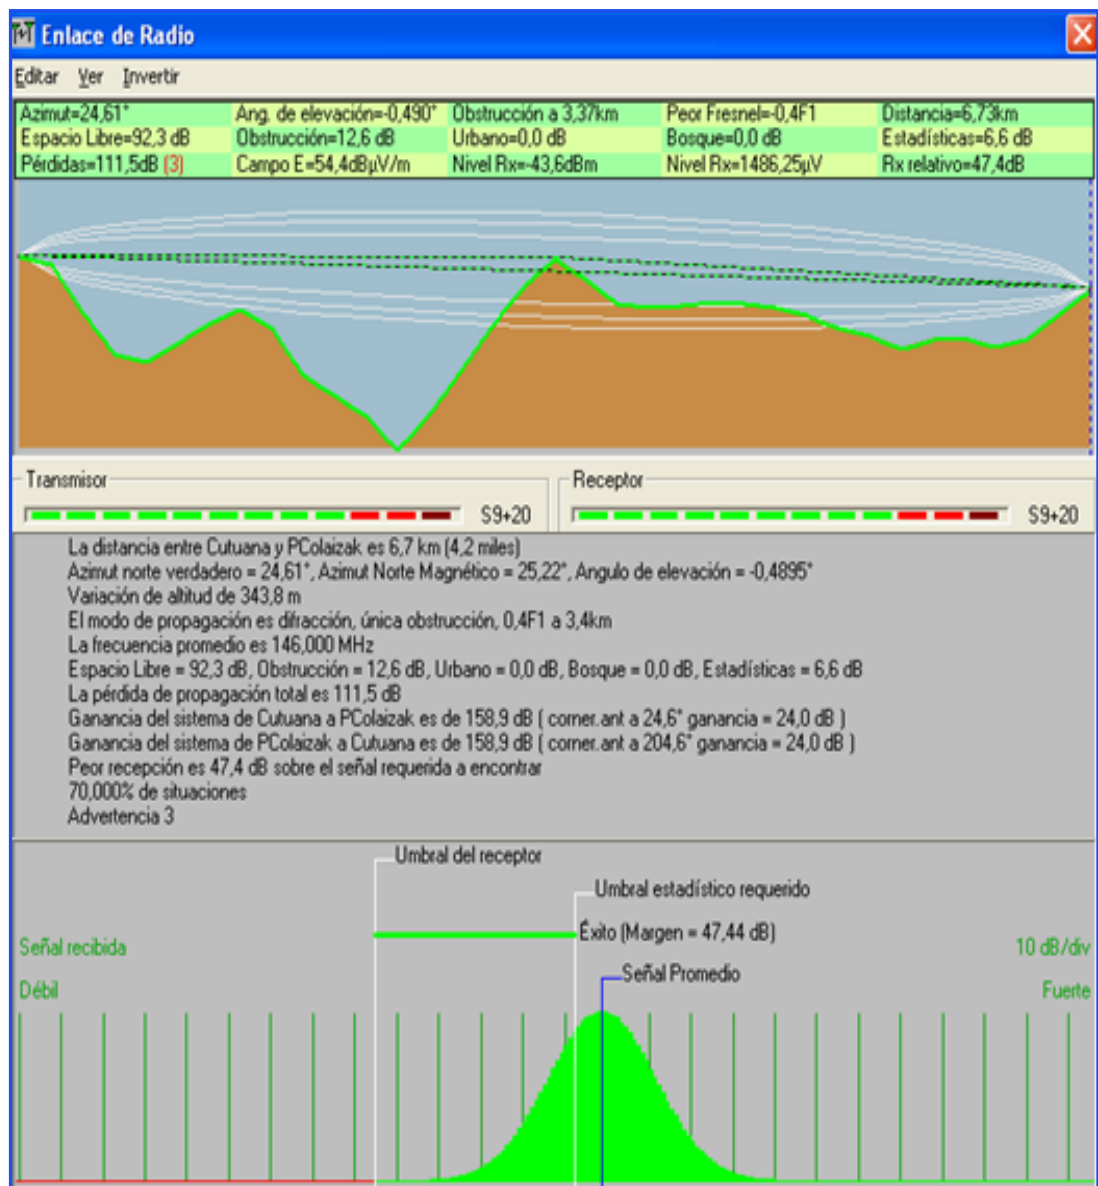 Enlace de Radio
Editar Ver Invertir
Azimut=24,61° Ang. de elevación=-0,490° Obstrucción a 3,37km Peor Fresnel=-0,4F1 Distancia=6,73km
Espacio Libre=92,3 dB Obstrucción=12,6 dB Urbano=0,0 dB Bosque=0,0 dB Estadísticas=6,6 dB
Pérdidas=111,5dB (3) Campo E=54,4dBµV/m Nivel Rx=-43,6dBm Nivel Rx=1486,25µV Rx relativo=47,4dB
Transmisor Receptor
S9+20 S9+20
La distancia entre Cutuana y PColaizak es 6,7 km (4,2 miles)
Azimut norte verdadero = 24,61°, Azimut Norte Magnético = 25,22°, Angulo de elevación = -0,4895°
Variación de altitud de 343,8 m
El modo de propagación es difracción, única obstrucción, 0,4F1 a 3,4km
La frecuencia promedio es 146,000 MHz
Espacio Libre = 92,3 dB, Obstrucción = 12,6 dB, Urbano = 0,0 dB, Bosque = 0,0 dB, Estadísticas = 6,6 dB
La pérdida de propagación total es 111,5 dB
Ganancia del sistema de Cutuana a PColaizak es de 158,9 dB ( corner.ant a 24,6° ganancia = 24,0 dB )
Ganancia del sistema de PColaizak a Cutuana es de 158,9 dB ( corner.ant a 204,6° ganancia = 24,0 dB )
Peor recepción es 47,4 dB sobre el señal requerida a encontrar
70,000% de situaciones
Advertencia 3
Umbral del receptor
Umbral estadístico requerido
Éxito (Margen = 47,44 dB)
Señal recibida 10 dB/div
Señal Promedio
Débil Fuerte